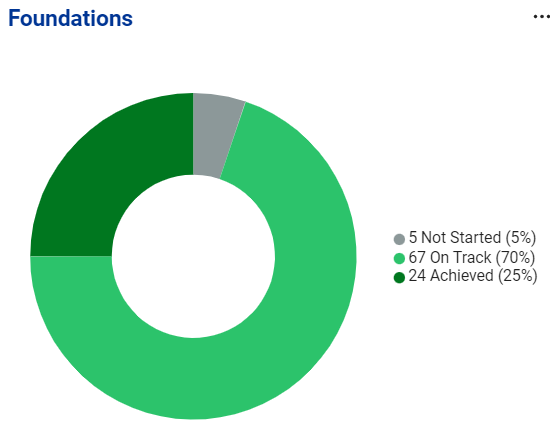 Foundations
5 Not Started (5%)
67 On Track (70%)
24 Achieved (25%)